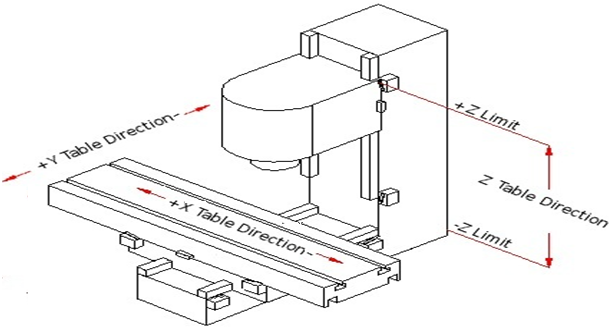 +Y Table Direction-
+X Table Direction-
+Z Limit
Z Table Direction
-Z Limit